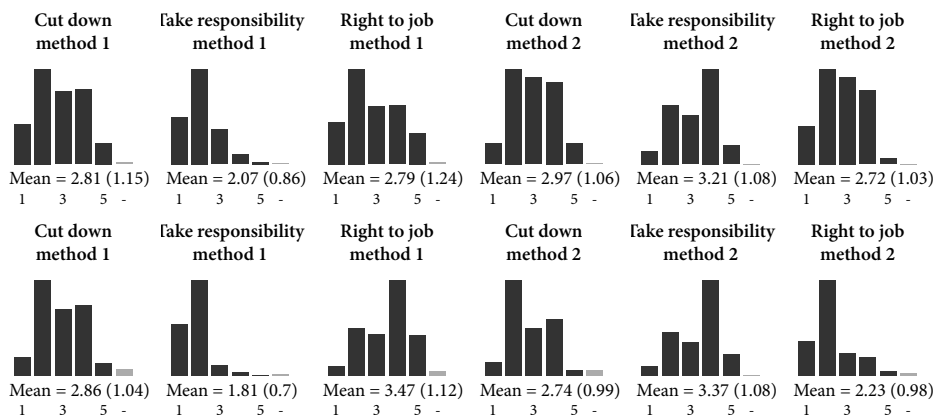 Cut down method 1
Take responsibility method 1
Right to job method 1
Cut down method 2
Take responsibility method 2
Right to job method 2
Mean = 2.81 (1.15) Mean = 2.07 (0.86) Mean = 2.79 (1.24) Mean = 2.97 (1.06) Mean = 3.21 (1.08) Mean = 2.72 (1.03)
1 3 5 - 1 3 5 - 1 3 5 - 1 3 5 - 1 3 5 - 1 3 5 -
Cut down method 1
Take responsibility method 1
Right to job method 1
Cut down method 2
Take responsibility method 2
Right to job method 2
Mean = 2.86 (1.04) Mean = 1.81 (0.7) Mean = 3.47 (1.12) Mean = 2.74 (0.99) Mean = 3.37 (1.08) Mean = 2.23 (0.98)
1 3 5 - 1 3 5 - 1 3 5 - 1 3 5 - 1 3 5 - 1 3 5 -